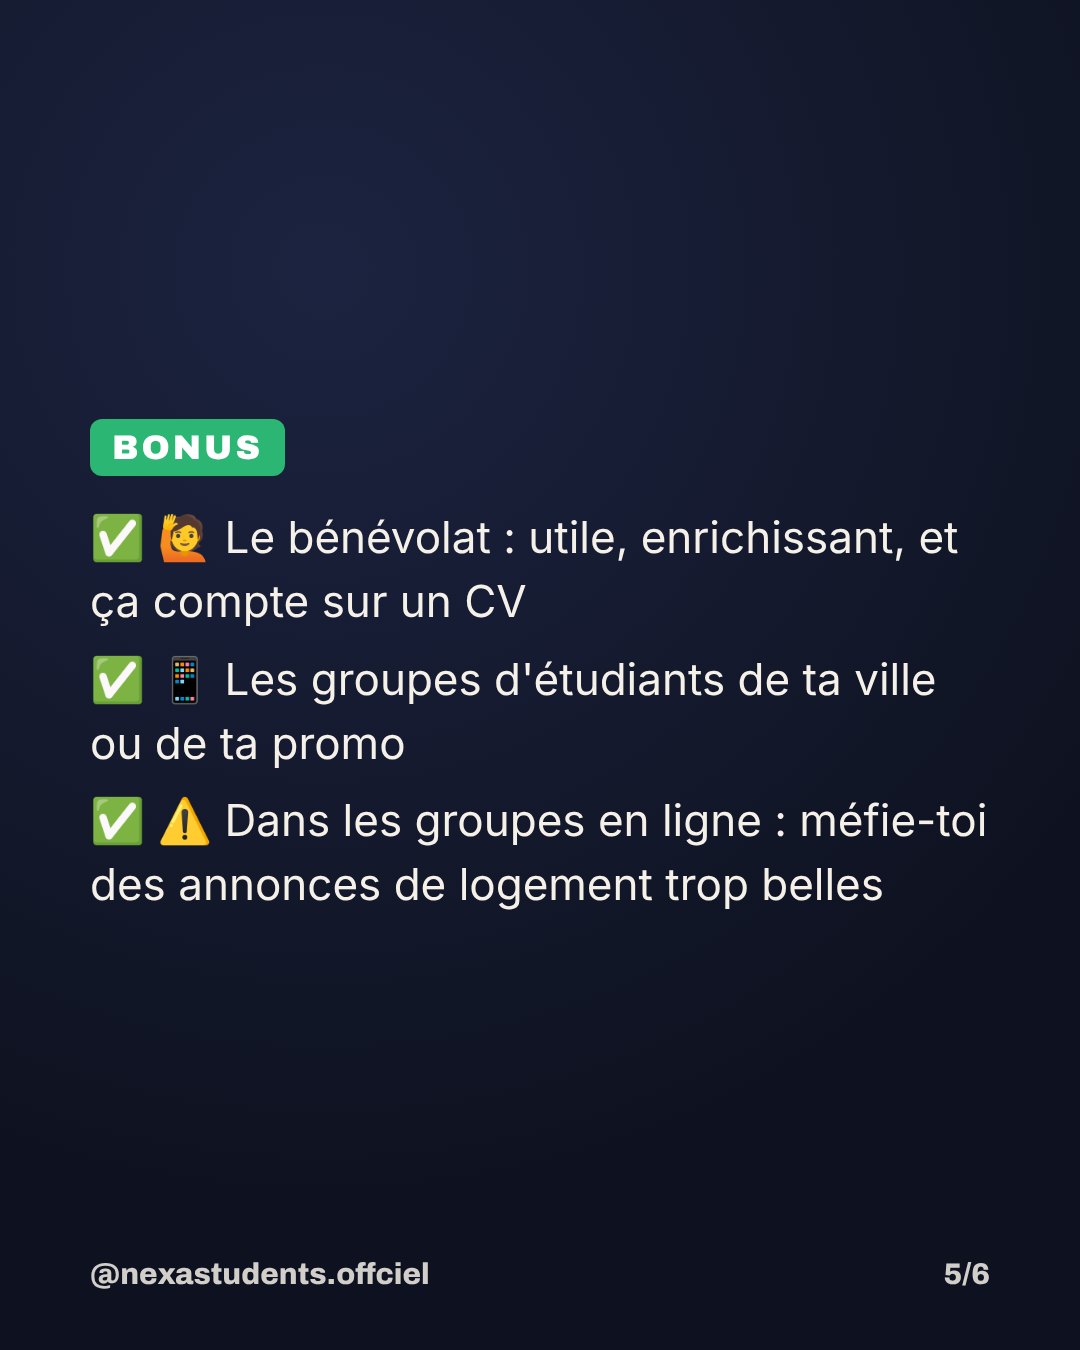 BONUS
✅ 🙋 Le bénévolat : utile, enrichissant, et
ça compte sur un CV
✅ 📱 Les groupes d'étudiants de ta ville
ou de ta promo
✅ ⚠️ Dans les groupes en ligne : méfie-toi
des annonces de logement trop belles
@nexastudents.offciel
5/6